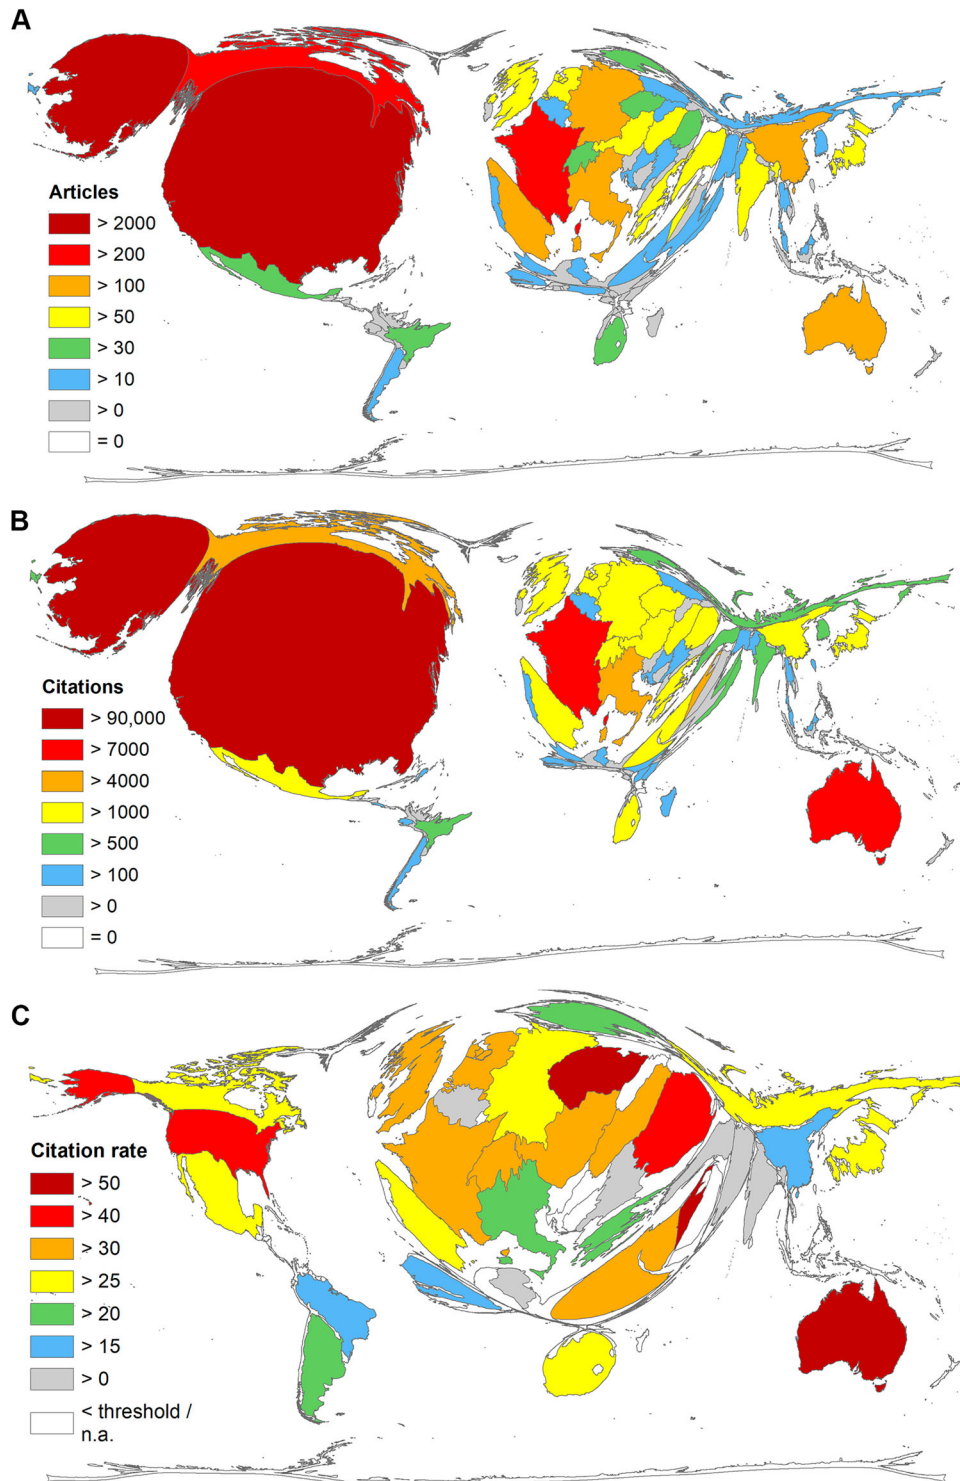 A
Articles
> 2000
> 200
> 100
> 50
> 30
> 10
> 0
= 0
B
Citations
> 90,000
> 7000
> 4000
> 1000
> 500
> 100
> 0
= 0
C
Citation rate
> 50
> 40
> 30
> 25
> 20
> 15
> 0
< threshold /
n.a.